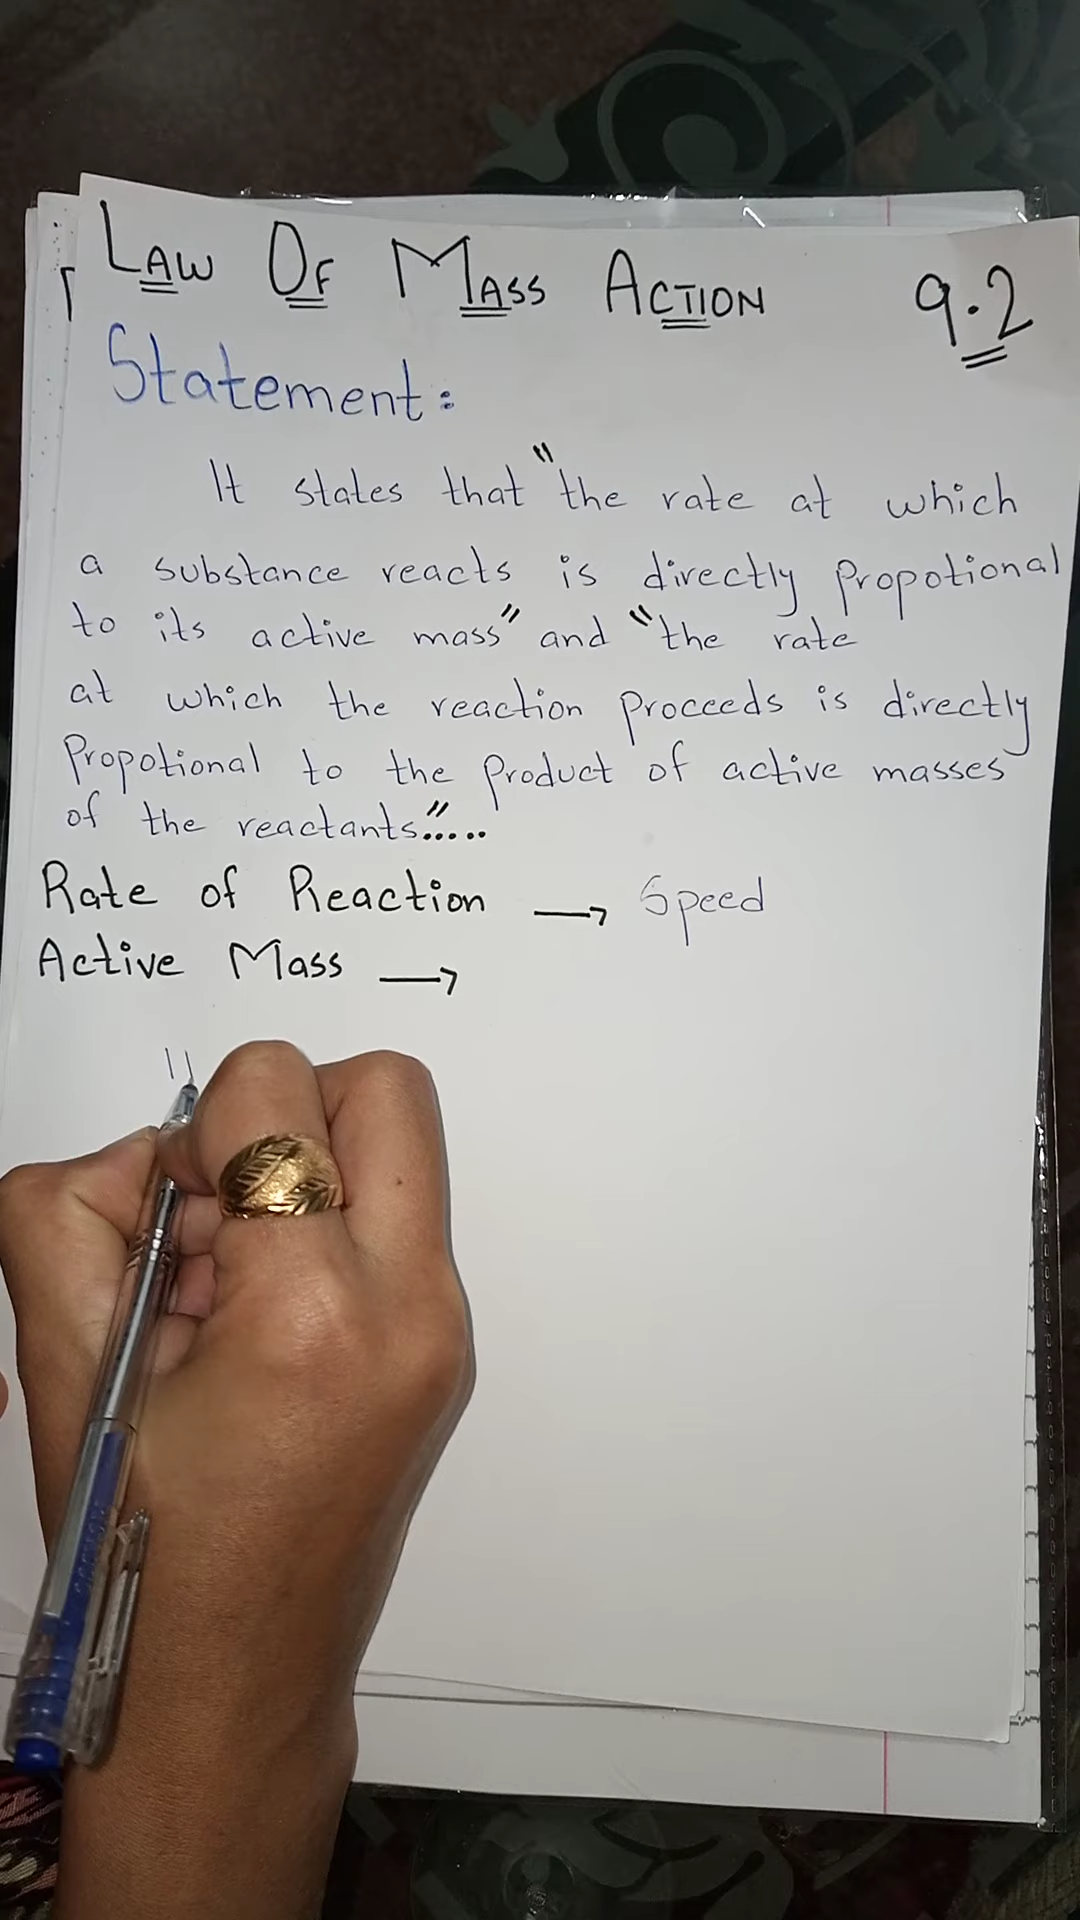 LAW OF MASS ACTION 9.2
Statement:
It states that "the rate at which
a substance reacts is directly propotional
to its active mass" and "the rate
at which the reaction proceeds is directly
Propotional to the product of active masses
of the reactants".....
Rate of Reaction → Speed
Active Mass →